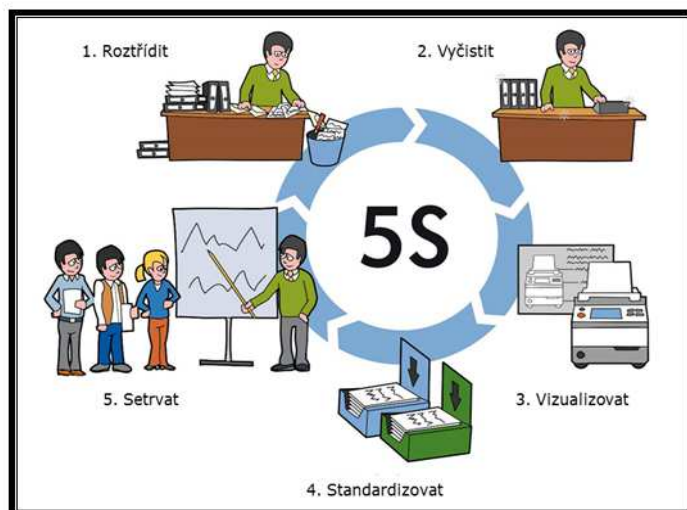 1. Roztřídit
2. Vyčistit
5S
3. Vizualizovat
4. Standardizovat
5. Setrvat